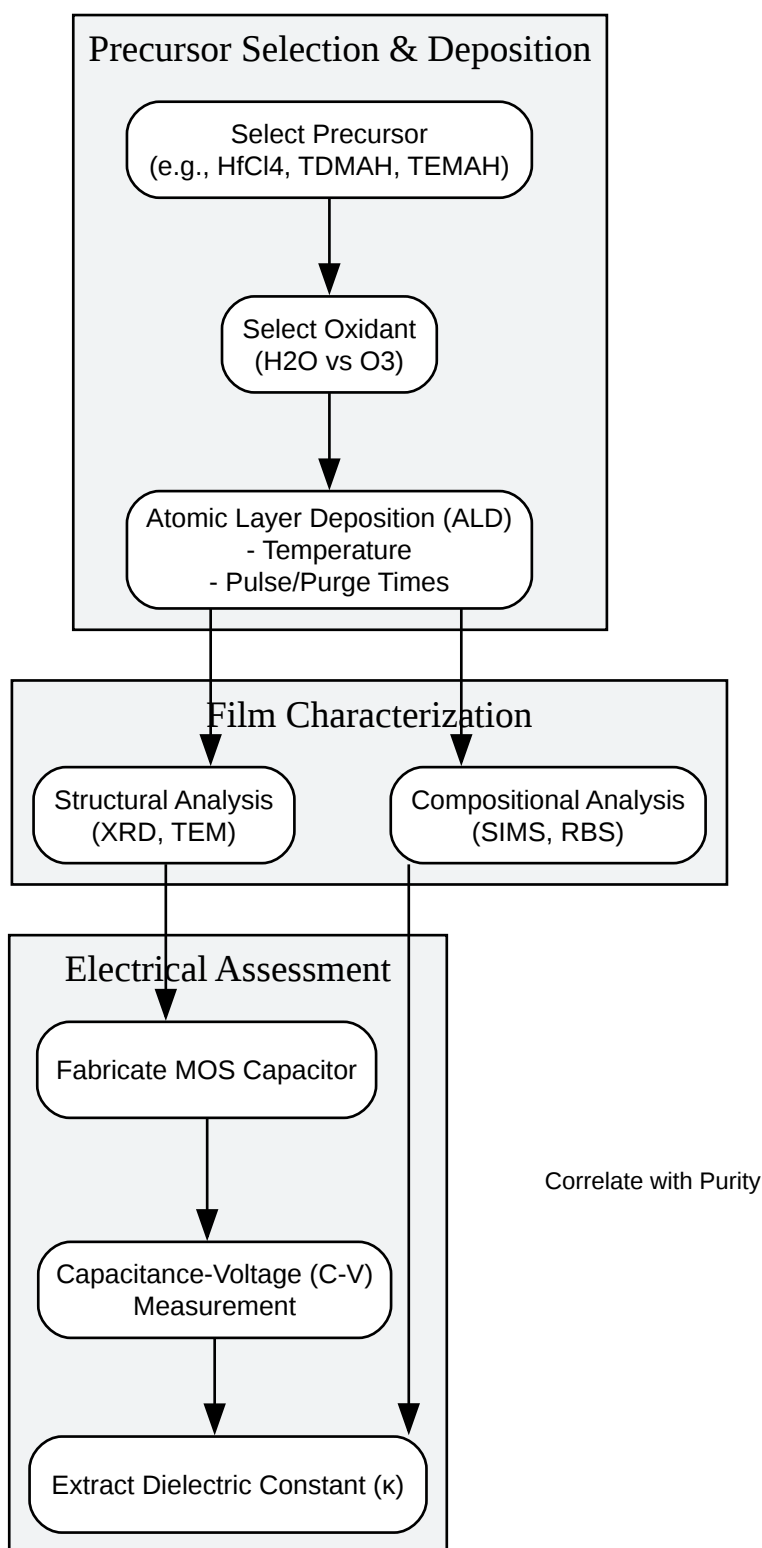 Precursor Selection & Deposition
Select Precursor
(e.g., HfCl4, TDMAH, TEMAH)
Select Oxidant
(H2O vs O3)
Atomic Layer Deposition (ALD)
- Temperature
- Pulse/Purge Times
Film Characterization
Structural Analysis
(XRD, TEM)
Compositional Analysis
(SIMS, RBS)
Electrical Assessment
Fabricate MOS Capacitor
Correlate with Purity
Capacitance-Voltage (C-V)
Measurement
Extract Dielectric Constant (κ)